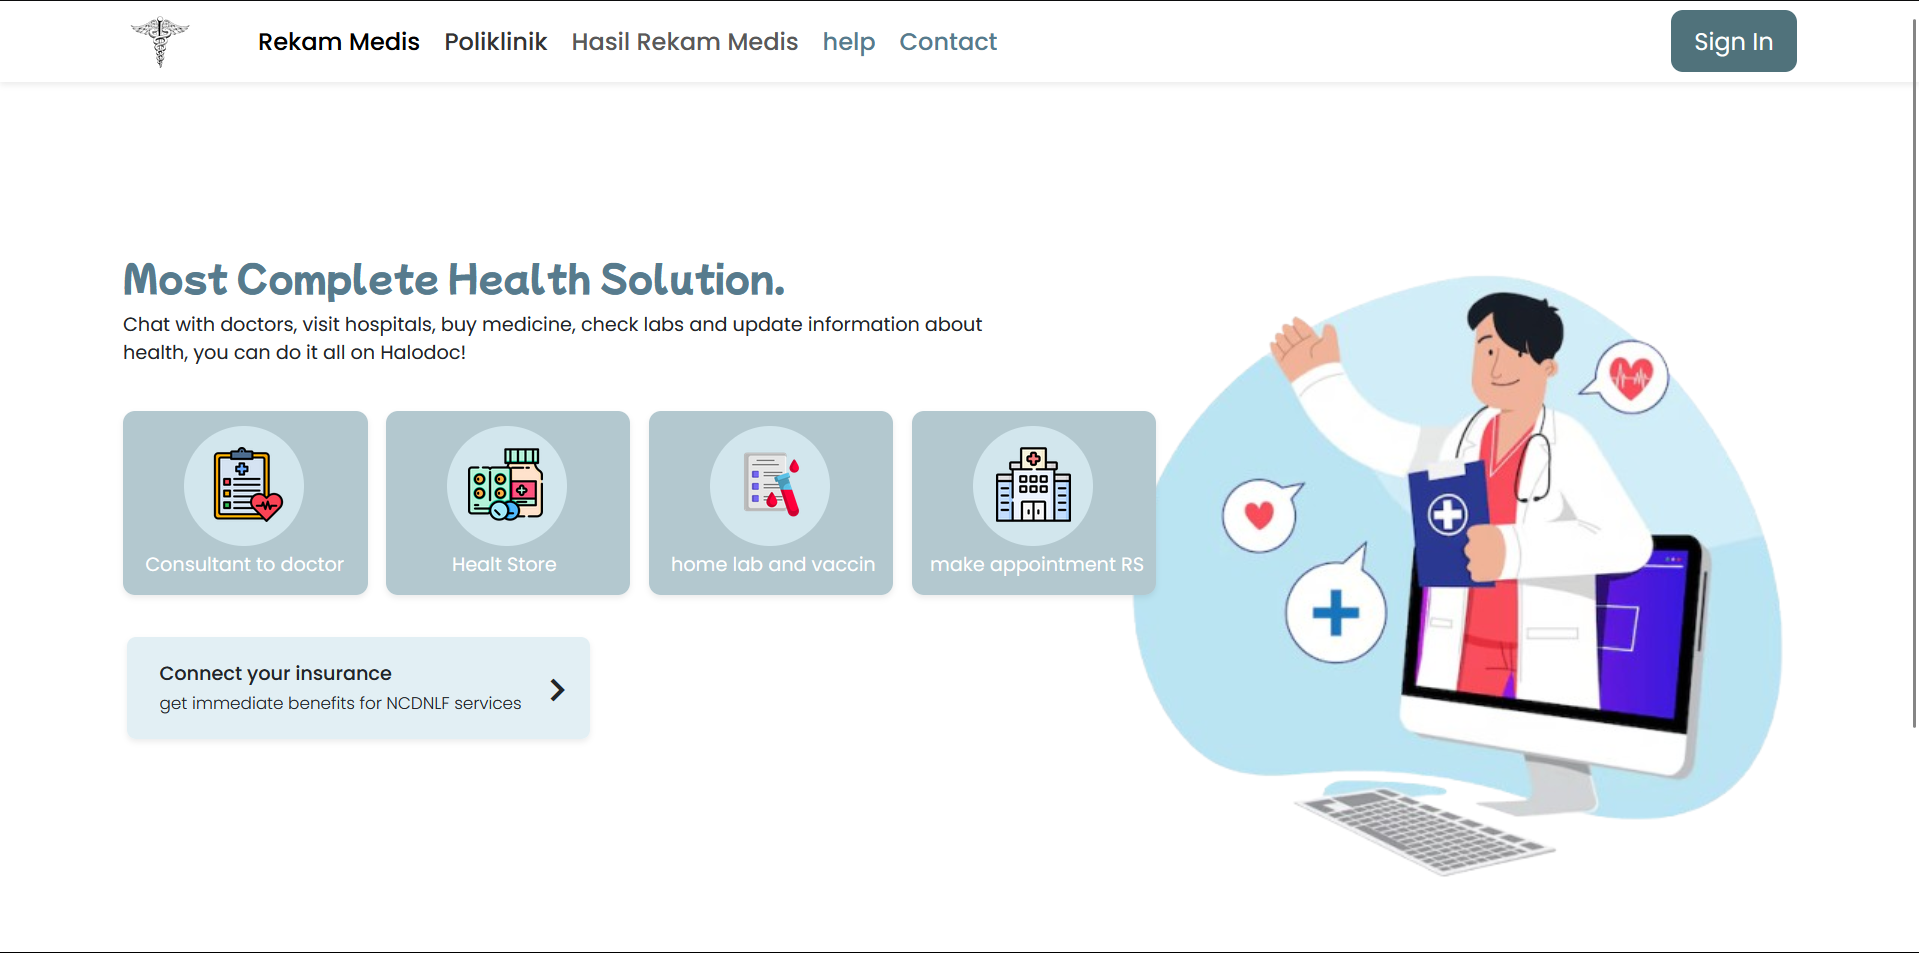 Rekam Medis Poliklinik Hasil Rekam Medis help Contact Sign In
Most Complete Health Solution.
Chat with doctors, visit hospitals, buy medicine, check labs and update information about
health, you can do it all on Halodoc!
Consultant to doctor
Healt Store
home lab and vaccin
make appointment RS
Connect your insurance
get immediate benefits for NCDNLF services